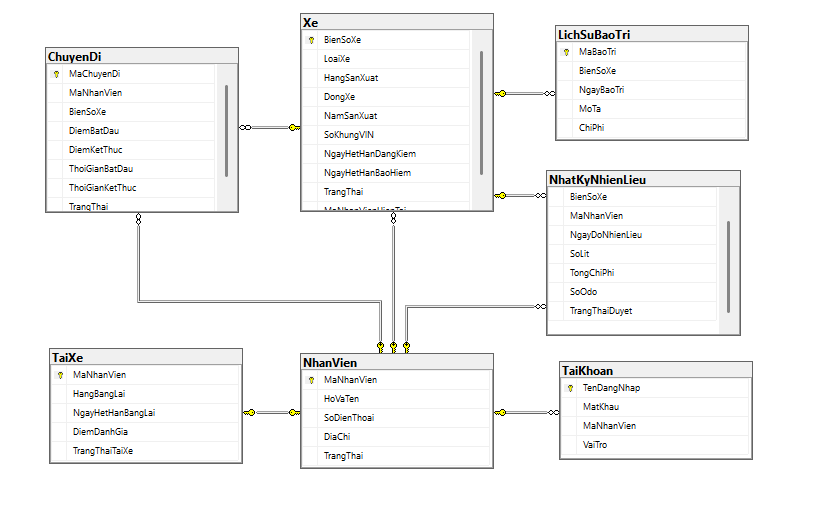 ChuyenDi
MaChuyenDi
MaNhanVien
BienSoXe
DiemBatDau
DiemKetThuc
ThoiGianBatDau
ThoiGianKetThuc
TrangThai
Xe
BienSoXe
LoaiXe
HangSanXuat
DongXe
NamSanXuat
SoKhungVIN
NgayHetHanDangKiem
NgayHetHanBaoHiem
TrangThai
MaNhanVienHienTai
LichSuBaoTri
MaBaoTri
BienSoXe
NgayBaoTri
MoTa
ChiPhi
NhatKyNhienLieu
BienSoXe
MaNhanVien
NgayDoNhienLieu
SoLit
TongChiPhi
SoOdo
TrangThaiDuyet
TaiXe
MaNhanVien
HangBangLai
NgayHetHanBangLai
DiemDanhGia
TrangThaiTaiXe
NhanVien
MaNhanVien
HoVaTen
SoDienThoai
DiaChi
TrangThai
TaiKhoan
TenDangNhap
MatKhau
MaNhanVien
VaiTro